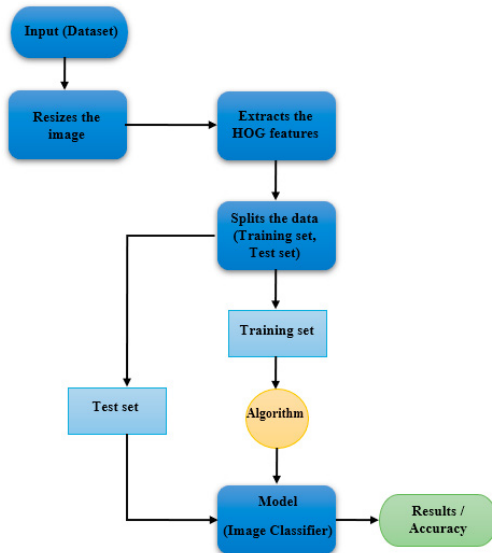 Input (Dataset)
Resizes the
image
Extracts the
HOG features
Splits the data
(Training set,
Test set)
Training set
Test set
Algorithm
Model
(Image Classifier)
Results /
Accuracy